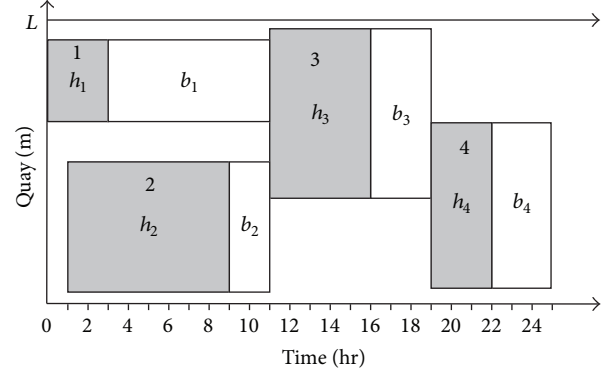 L
1
h₁
b₁
3
h₃
b₃
2
h₂
b₂
4
h₄
b₄
Quay (m)
0 2 4 6 8 10 12 14 16 18 20 22 24
Time (hr)